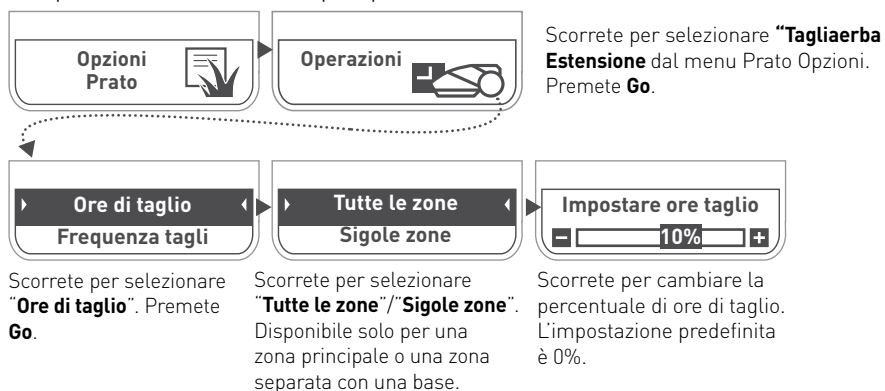 Opzioni
Prato
Operazioni
Scorrete per selezionare “Tagliaerba
Estensione dal menu Prato Opzioni.
Premete Go.
Ore di taglio
Frequenza tagli
Tutte le zone
Sigole zone
Impostare ore taglio
- 10% +
Scorrete per selezionare
“Ore di taglio”. Premete
Go.
Scorrete per selezionare
“Tutte le zone”/“Sigole zone”.
Disponibile solo per una
zona principale o una zona
separata con una base.
Scorrete per cambiare la
percentuale di ore di taglio.
L’impostazione predefinita
è 0%.